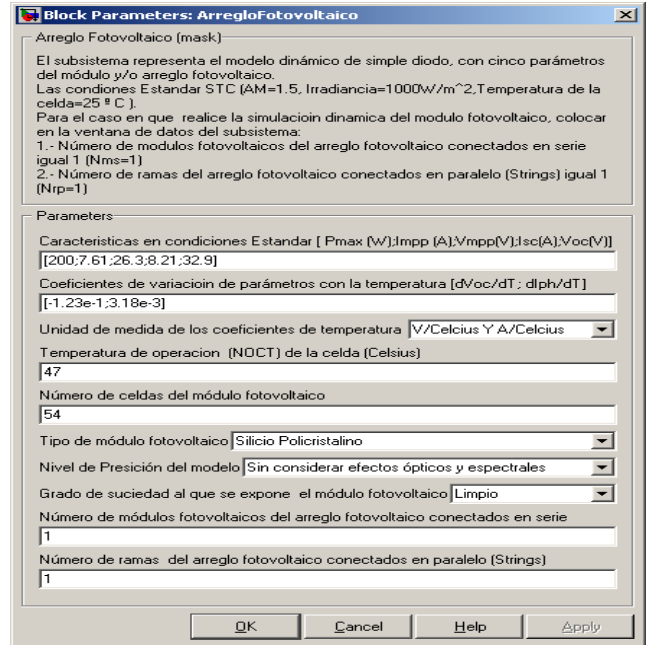 Block Parameters: ArregloFotovoltaico
Arreglo Fotovoltaico (mask)
El subsistema representa el modelo dinámico de simple diodo, con cinco parámetros
del módulo y/o arreglo fotovoltaico.
Las condiones Estandar STC (AM=1.5, Irradiancia=1000W/m^2,Temperatura de la
celda=25 º C ).
Para el caso en que realice la simulacioin dinamica del modulo fotovoltaico, colocar
en la ventana de datos del subsistema:
1.- Número de modulos fotovoltaicos del arreglo fotovoltaico conectados en serie
igual 1 (Nms=1)
2.- Número de ramas del arreglo fotovoltaico conectados en paralelo (Strings) igual 1
(Nrp=1)
Parameters
Caracteristicas en condiciones Estandar [ Pmax (W);Impp (A);Vmpp(V);Isc(A);Voc(V)]
[200;7.61;26.3;8.21;32.9]
Coeficientes de variacioin de parámetros con la temperatura [dVoc/dT ; dIph/dT]
[-1.23e-1;3.18e-3]
Unidad de medida de los coeficientes de temperatura V/Celcius Y A/Celcius
Temperatura de operacion (NOCT) de la celda (Celsius)
47
Número de celdas del módulo fotovoltaico
54
Tipo de módulo fotovoltaico Silicio Policristalino
Nivel de Presición del modelo Sin considerar efectos ópticos y espectrales
Grado de suciedad al que se expone el módulo fotovoltaico Limpio
Número de módulos fotovoltaicos del arreglo fotovoltaico conectados en serie
1
Número de ramas del arreglo fotovoltaico conectados en paralelo (Strings)
1
OK Cancel Help Apply